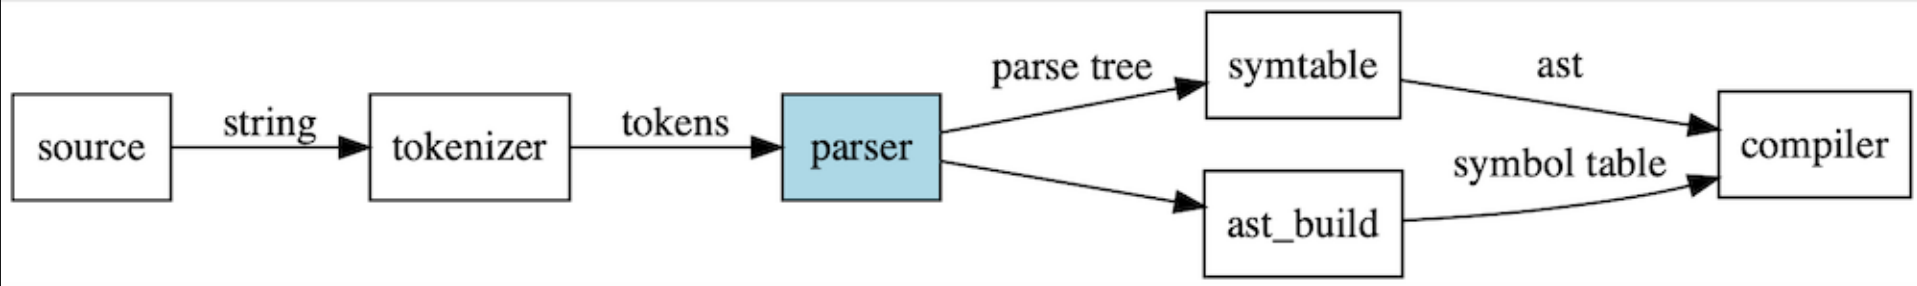 source
string
tokenizer
tokens
parser
parse tree
symtable
ast
ast_build
symbol table
compiler